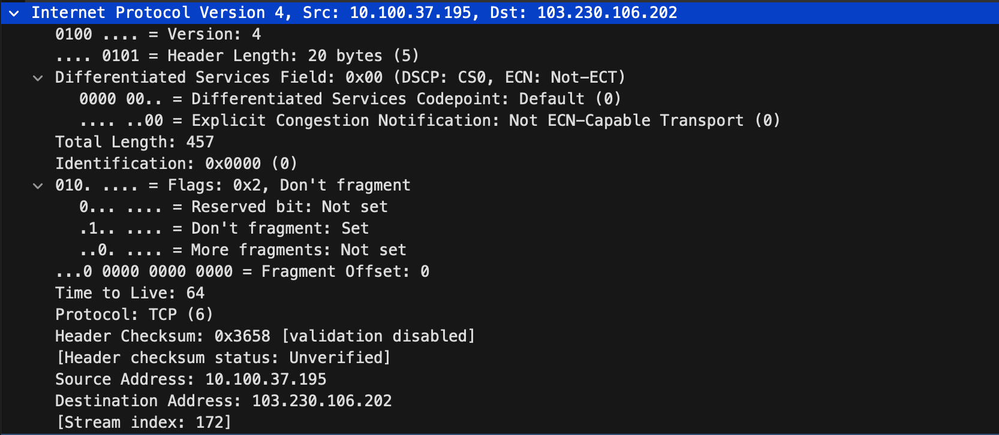 Internet Protocol Version 4, Src: 10.100.37.195, Dst: 103.230.106.202
0100 .... = Version: 4
.... 0101 = Header Length: 20 bytes (5)
Differentiated Services Field: 0x00 (DSCP: CS0, ECN: Not-ECT)
0000 00.. = Differentiated Services Codepoint: Default (0)
.... ..00 = Explicit Congestion Notification: Not ECN-Capable Transport (0)
Total Length: 457
Identification: 0x0000 (0)
010. .... = Flags: 0x2, Don't fragment
0... .... = Reserved bit: Not set
.1.. .... = Don't fragment: Set
..0. .... = More fragments: Not set
...0 0000 0000 0000 = Fragment Offset: 0
Time to Live: 64
Protocol: TCP (6)
Header Checksum: 0x3658 [validation disabled]
[Header checksum status: Unverified]
Source Address: 10.100.37.195
Destination Address: 103.230.106.202
[Stream index: 172]